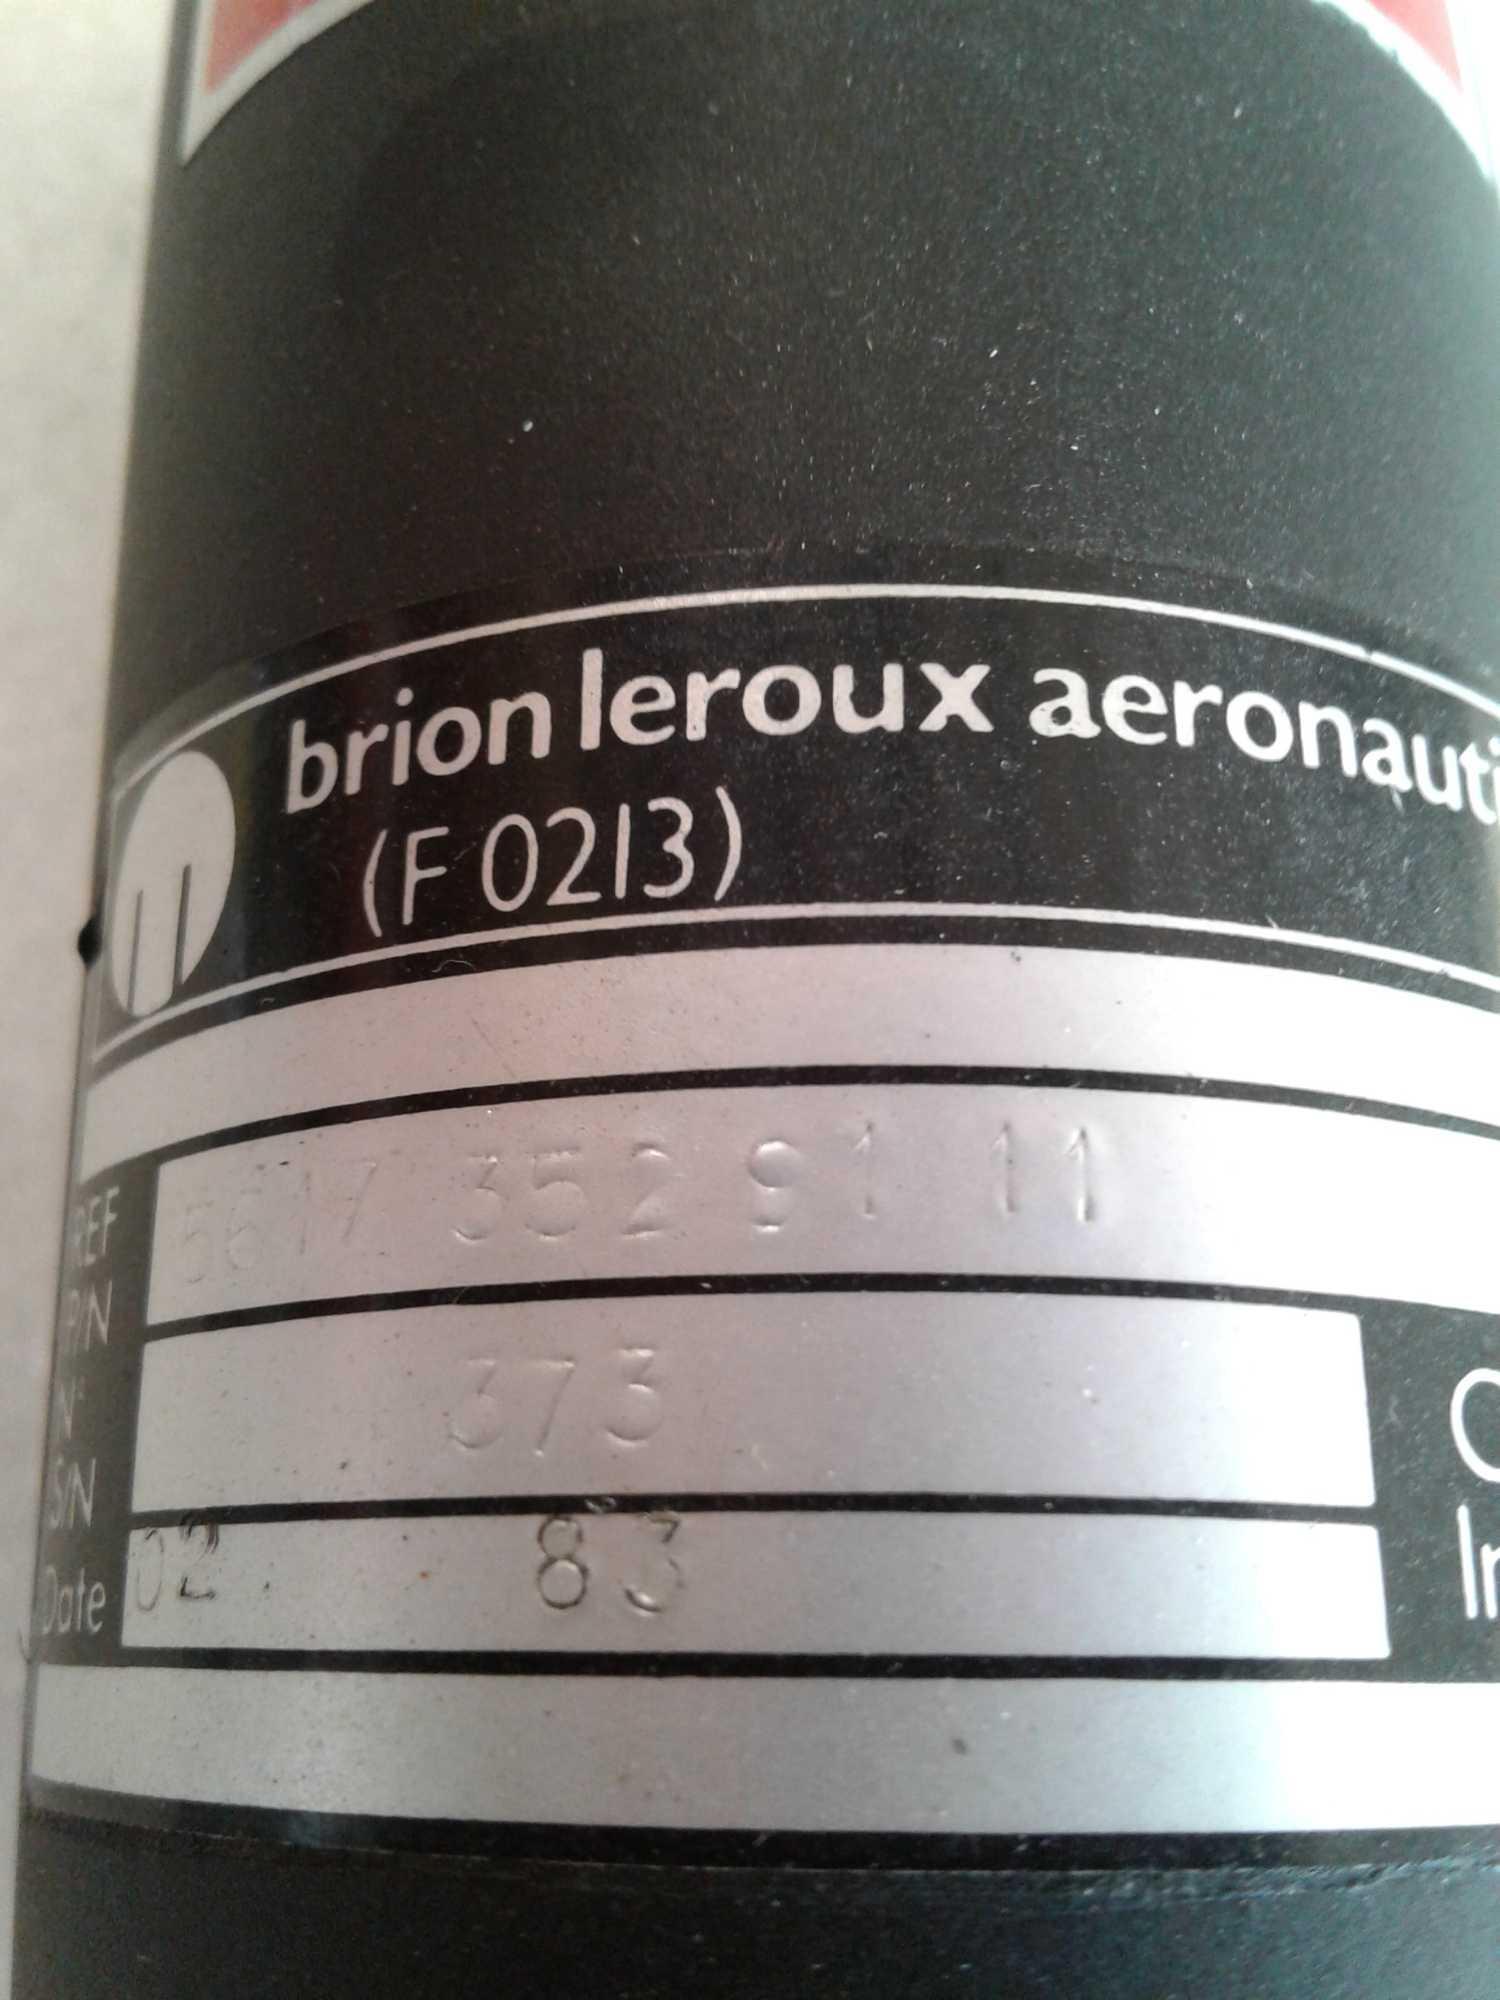 brion leroux aeronauti
(F 0213)
REF
P/N
5617 352 91 11
N°
S/N
373
Date
02 83